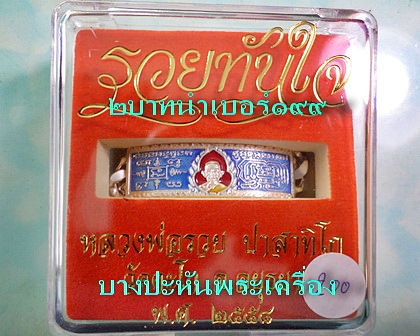 รวยทันใจ
๒บาทนำเบอร์๑๙๙
หลวงพ่อรวย ปาสาทิโก
บางปะหันพระเครื่อง
พ.ศ. ๒๕๕๘